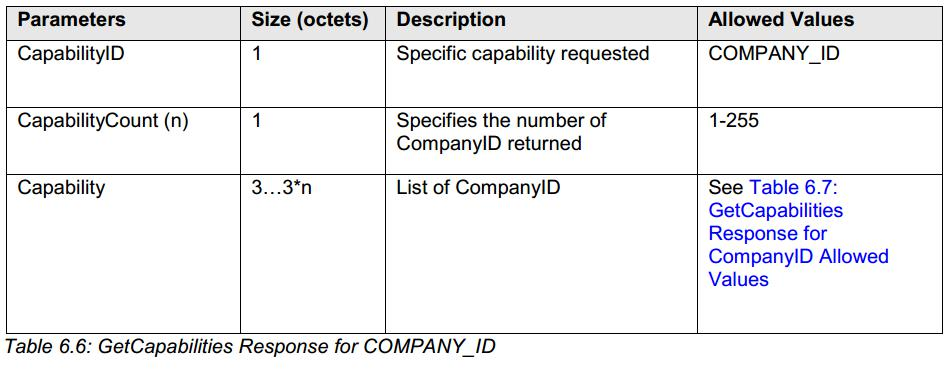 Parameters Size (octets) Description Allowed Values
CapabilityID 1 Specific capability requested COMPANY_ID
CapabilityCount (n) 1 Specifies the number of 1-255
CompanyID returned
Capability 3…3*n List of CompanyID See Table 6.7:
GetCapabilities
Response for
CompanyID Allowed
Values
Table 6.6: GetCapabilities Response for COMPANY_ID